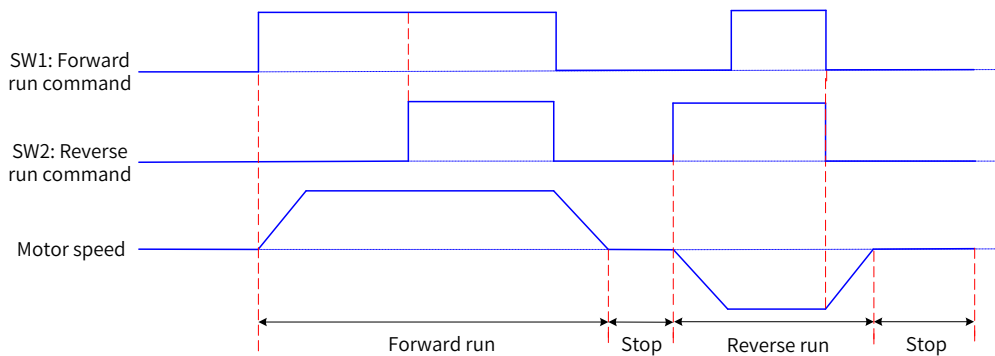 SW1: Forward
run command
SW2: Reverse
run command
Motor speed
Forward run
Stop
Reverse run
Stop